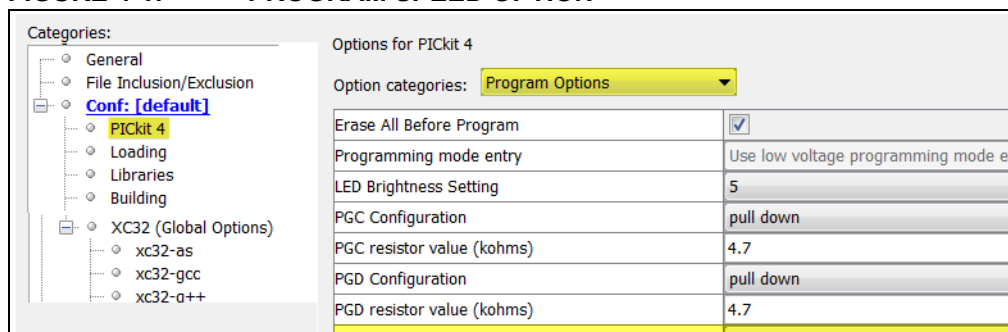 Categories:
General
File Inclusion/Exclusion
Conf: [default]
PICkit 4
Loading
Libraries
Building
XC32 (Global Options)
xc32-as
xc32-gcc
xc32-g++
Options for PICkit 4
Option categories: Program Options
Erase All Before Program
Programming mode entry Use low voltage programming mode e
LED Brightness Setting 5
PGC Configuration pull down
PGC resistor value (kohms) 4.7
PGD Configuration pull down
PGD resistor value (kohms) 4.7